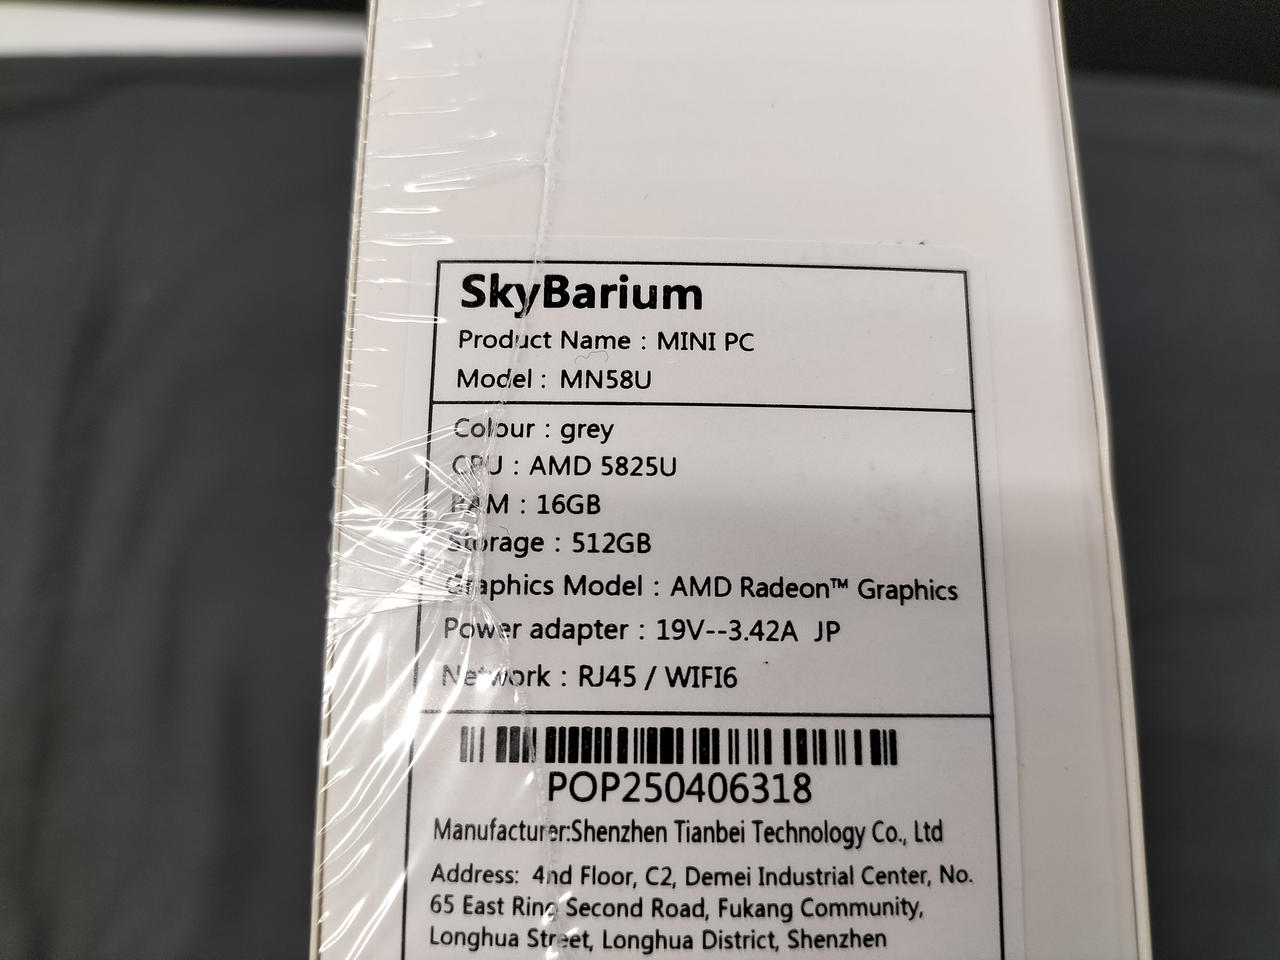 SkyBarium
Product Name : MINI PC
Model : MN58U
Colour : grey
CPU : AMD 5825U
RAM : 16GB
Storage : 512GB
Graphics Model : AMD Radeon™ Graphics
Power adapter : 19V--3.42A JP
Network : RJ45 / WIFI6
POP250406318
Manufacturer:Shenzhen Tianbei Technology Co., Ltd
Address: 4nd Floor, C2, Demei Industrial Center, No.
65 East Ring Second Road, Fukang Community,
Longhua Street, Longhua District, Shenzhen